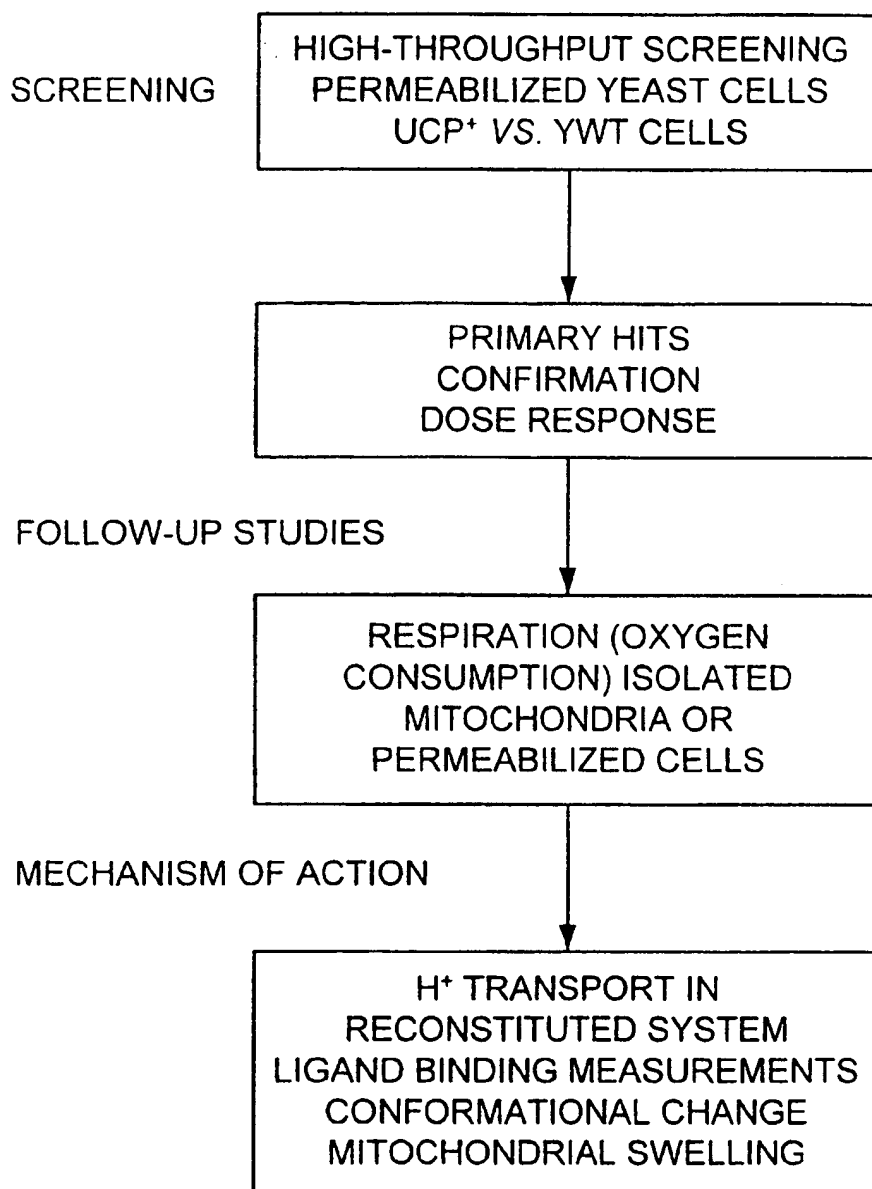 SCREENING
HIGH-THROUGHPUT SCREENING
PERMEABILIZED YEAST CELLS
UCP⁺ VS. YWT CELLS
PRIMARY HITS
CONFIRMATION
DOSE RESPONSE
FOLLOW-UP STUDIES
RESPIRATION (OXYGEN
CONSUMPTION) ISOLATED
MITOCHONDRIA OR
PERMEABILIZED CELLS
MECHANISM OF ACTION
H⁺ TRANSPORT IN
RECONSTITUTED SYSTEM
LIGAND BINDING MEASUREMENTS
CONFORMATIONAL CHANGE
MITOCHONDRIAL SWELLING